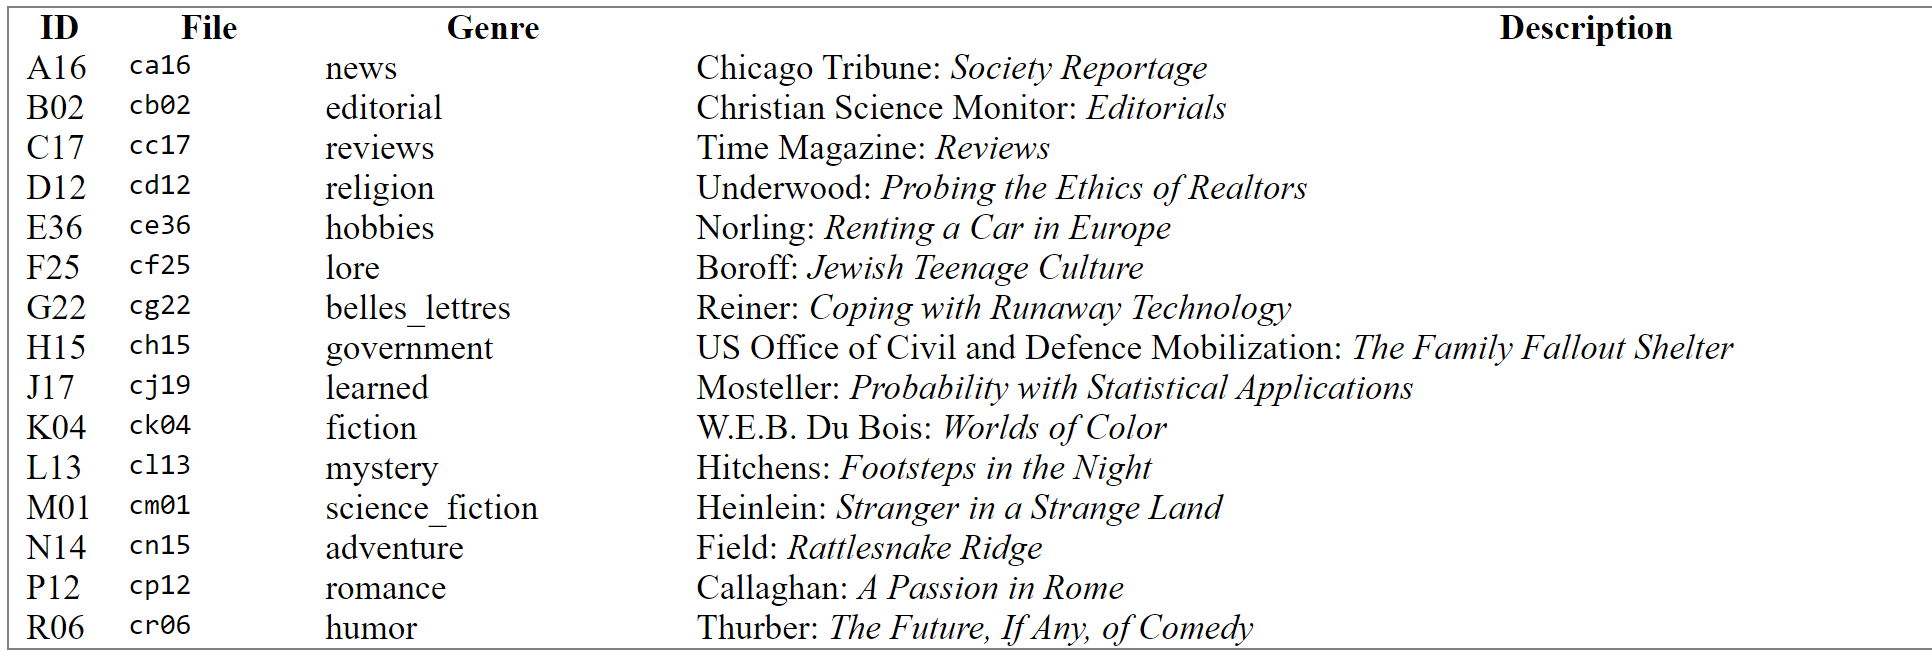 ID File Genre Description
A16 ca16 news Chicago Tribune: Society Reportage
B02 cb02 editorial Christian Science Monitor: Editorials
C17 cc17 reviews Time Magazine: Reviews
D12 cd12 religion Underwood: Probing the Ethics of Realtors
E36 ce36 hobbies Norling: Renting a Car in Europe
F25 cf25 lore Boroff: Jewish Teenage Culture
G22 cg22 belles_lettres Reiner: Coping with Runaway Technology
H15 ch15 government US Office of Civil and Defence Mobilization: The Family Fallout Shelter
J17 cj19 learned Mosteller: Probability with Statistical Applications
K04 ck04 fiction W.E.B. Du Bois: Worlds of Color
L13 cl13 mystery Hitchens: Footsteps in the Night
M01 cm01 science_fiction Heinlein: Stranger in a Strange Land
N14 cn15 adventure Field: Rattlesnake Ridge
P12 cp12 romance Callaghan: A Passion in Rome
R06 cr06 humor Thurber: The Future, If Any, of Comedy